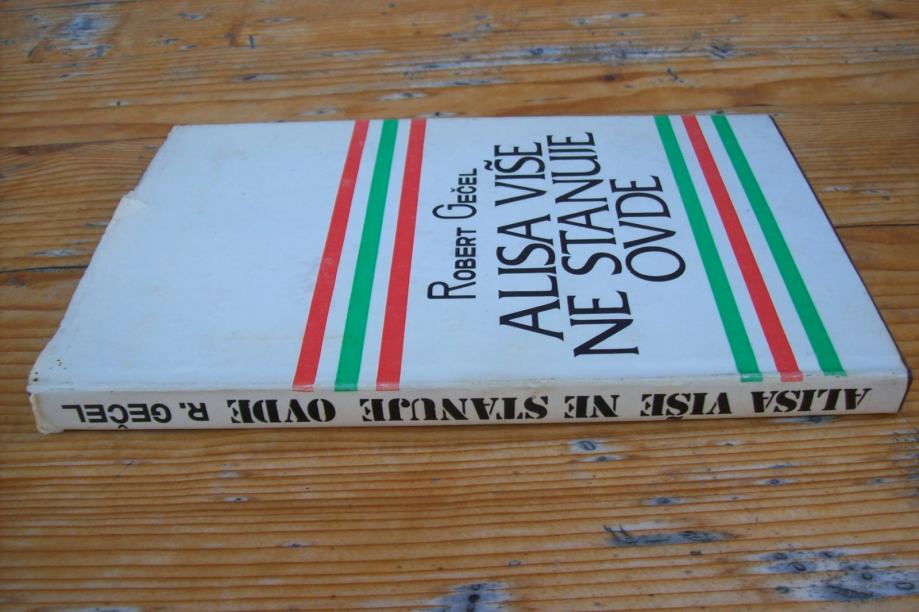 ROBERT GEČEL
ALISA VIŠE
NE STANUJE
OVDE
ALISA VIŠE NE STANUJE OVDE R. GEČEL